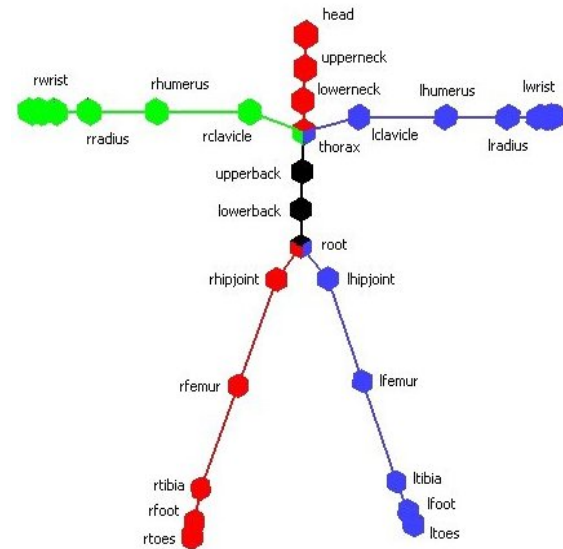 head
upperneck
rwrist
rhumerus
lowerneck
lhumerus
lwrist
rradius
rclavicle
thorax
lclavicle
lradius
upperback
lowerback
root
rhipjoint
lhipjoint
rfemur
lfemur
rtibia
ltibia
rfoot
lfoot
rtoes
ltoes